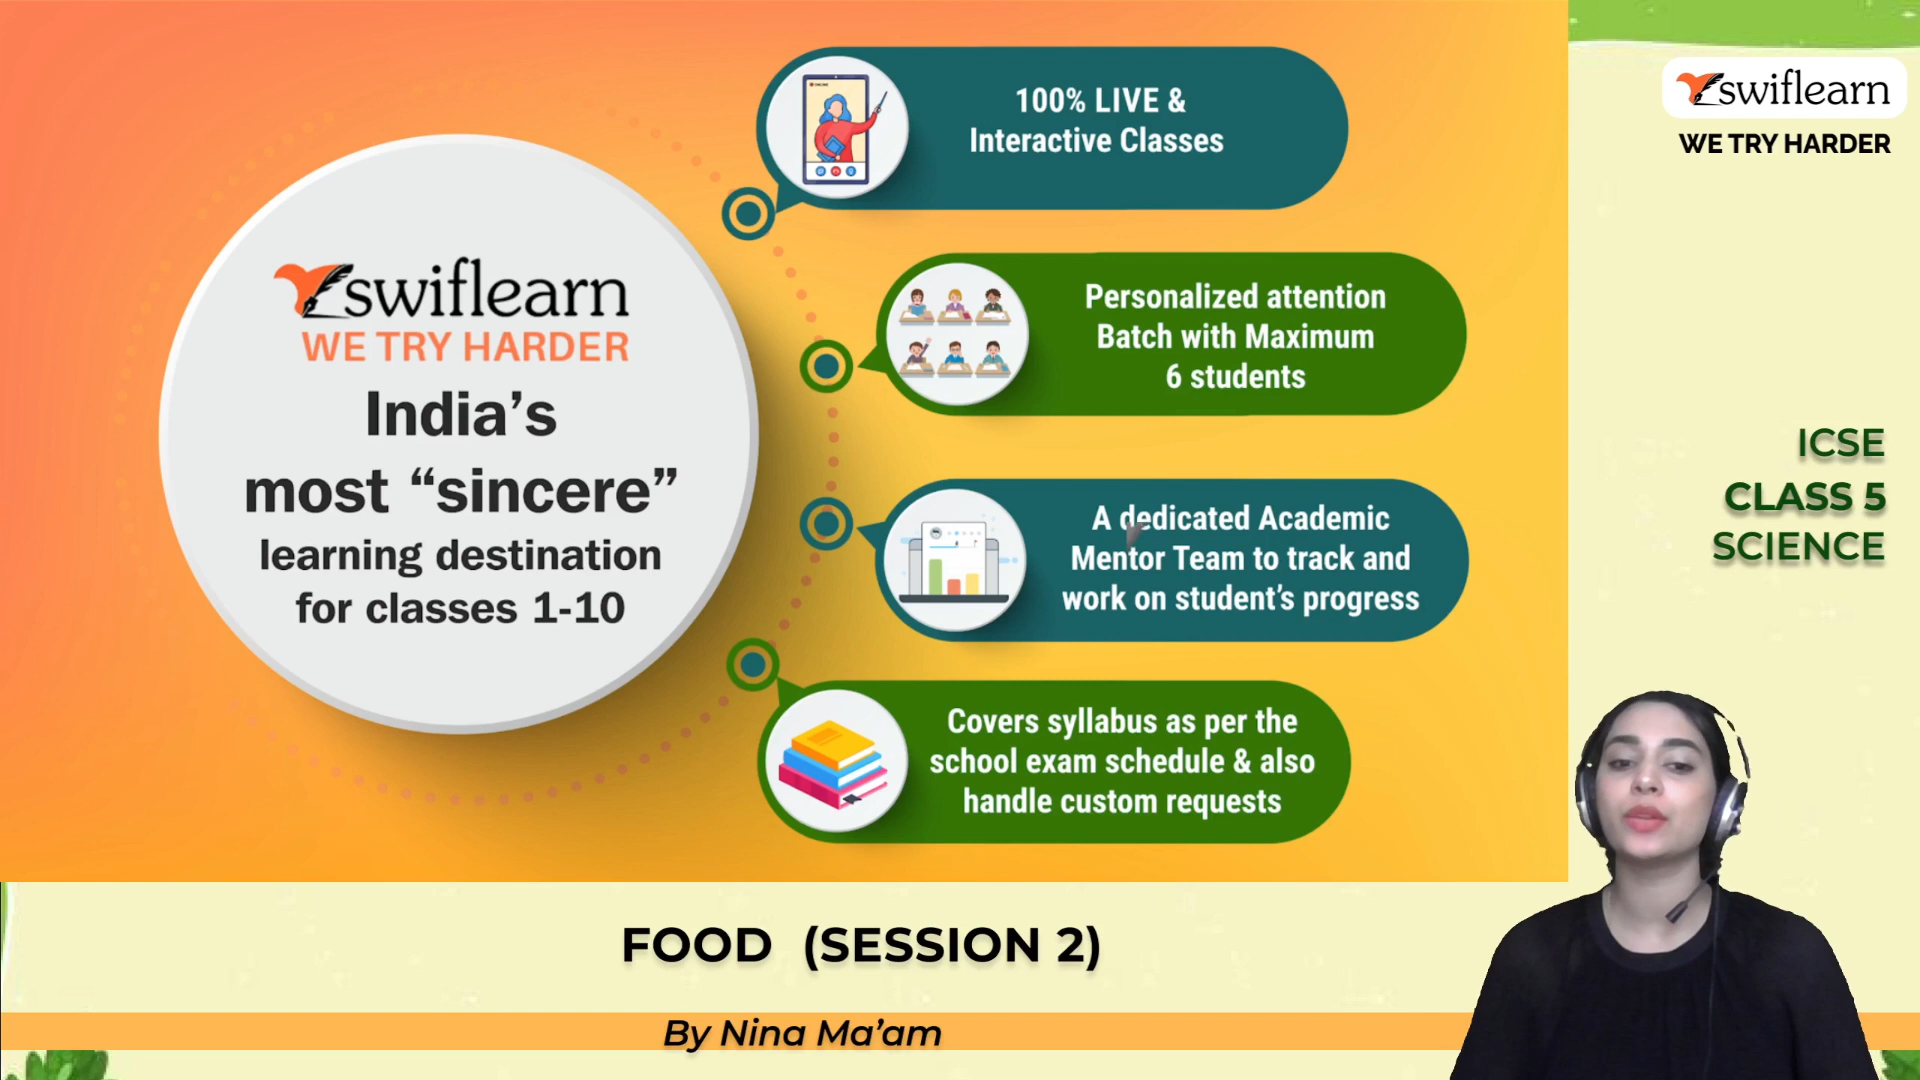 swiflearn
WE TRY HARDER
India's
most “sincere”
learning destination
for classes 1-10
100% LIVE &
Interactive Classes
Personalized attention
Batch with Maximum
6 students
A dedicated Academic
Mentor Team to track and
work on student's progress
Covers syllabus as per the
school exam schedule & also
handle custom requests
swiflearn
WE TRY HARDER
ICSE
CLASS 5
SCIENCE
FOOD (SESSION 2)
By Nina Ma'am